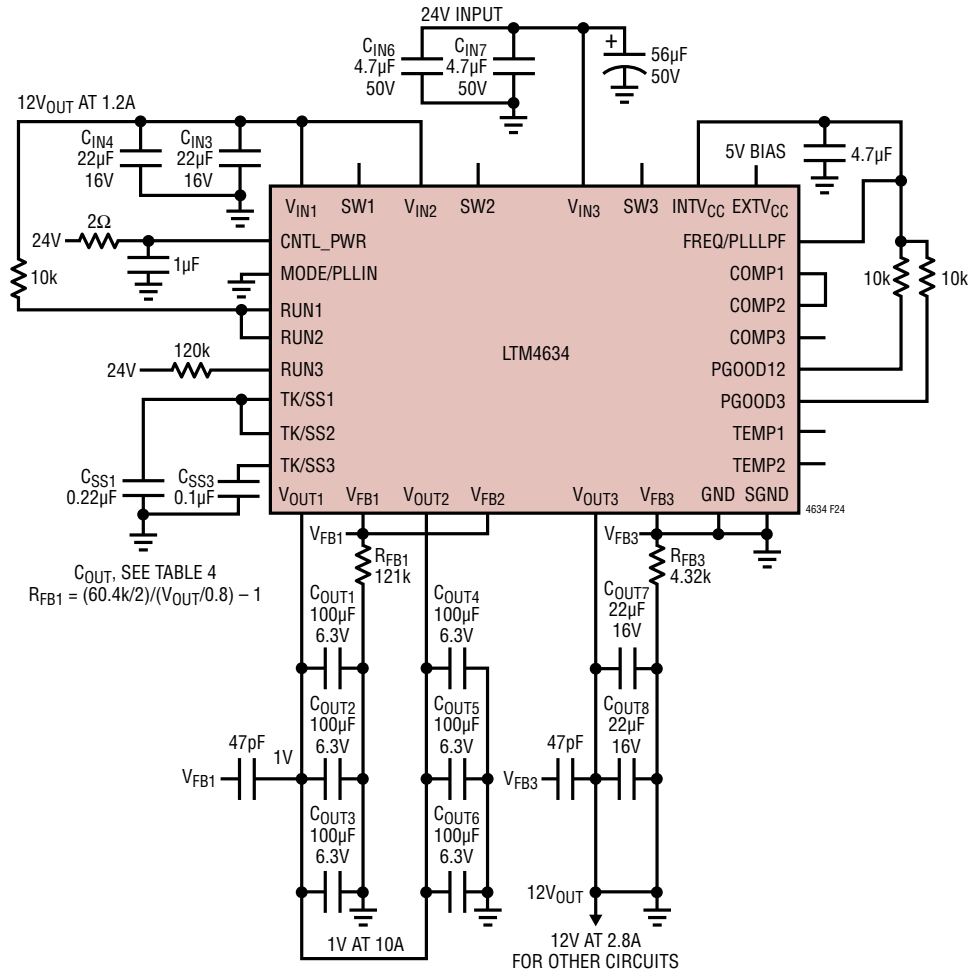 24V INPUT
CIN6
4.7µF
50V
CIN7
4.7µF
50V
+
56µF
50V
12VOUT AT 1.2A
CIN4
22µF
16V
CIN3
22µF
16V
5V BIAS
4.7µF
VIN1 SW1 VIN2 SW2 VIN3 SW3 INTVCC EXTVCC
24V
2Ω
1µF
10k
CNTL_PWR
MODE/PLLIN
RUN1
RUN2
24V
120k
RUN3
TK/SS1
TK/SS2
TK/SS3
LTM4634
FREQ/PLLLPF
COMP1
COMP2
COMP3
PGOOD12
PGOOD3
TEMP1
TEMP2
10k
10k
CSS1
0.22µF
CSS3
0.1µF
VOUT1 VFB1 VOUT2 VFB2 VOUT3 VFB3 GND SGND
4634 F24
COUT, SEE TABLE 4
RFB1 = (60.4k/2)/(VOUT/0.8) – 1
VFB1
RFB1
121k
VFB3
RFB3
4.32k
COUT1
100µF
6.3V
COUT4
100µF
6.3V
COUT7
22µF
16V
COUT2
100µF
6.3V
COUT5
100µF
6.3V
COUT8
22µF
16V
47pF
VFB1
1V
47pF
VFB3
COUT3
100µF
6.3V
COUT6
100µF
6.3V
12VOUT
1V AT 10A
12V AT 2.8A
FOR OTHER CIRCUITS